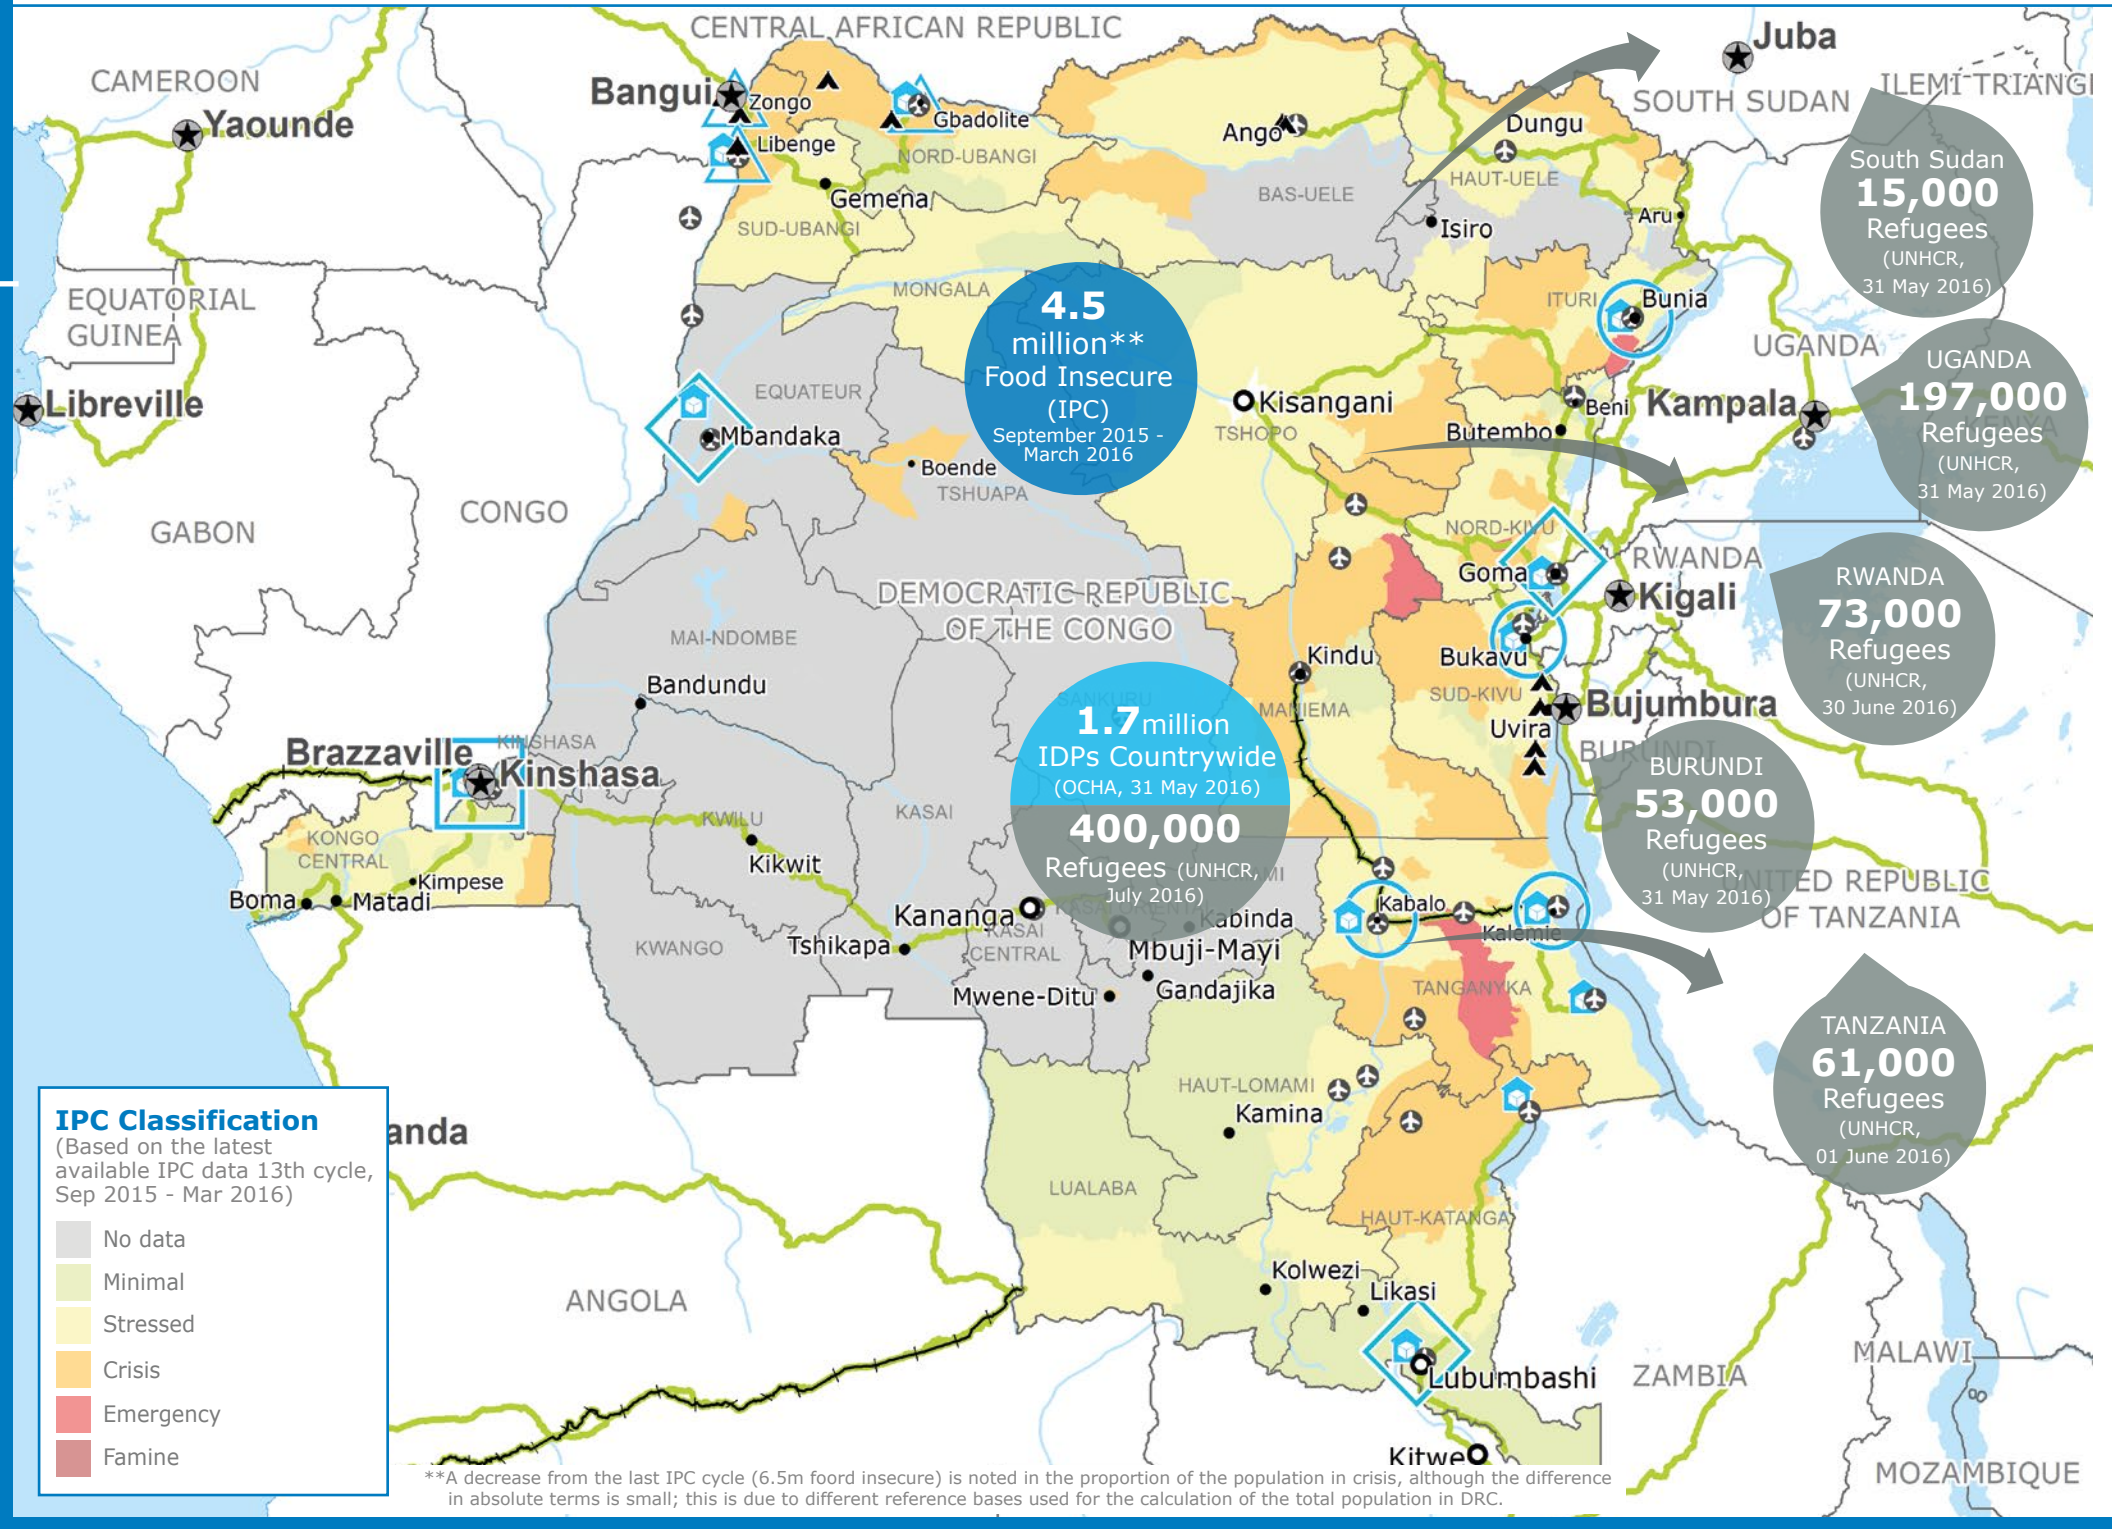 CENTRAL AFRICAN REPUBLIC
CAMEROON
Yaounde
Bangui
Zongo
Libenge
Gbadolite
NORD-UBANGI
Gemena
SUD-UBANGI
Ango
BAS-UELE
Dungu
HAUT-UELE
Isiro
Aru
Juba
SOUTH SUDAN
ILEMI TRIANG
South Sudan
15,000
Refugees
(UNHCR,
31 May 2016)
EQUATORIAL
GUINEA
Libreville
MONGALA
4.5
million**
Food Insecure
(IPC)
September 2015 -
March 2016
ITURI
Bunia
UGANDA
Kampala
UGANDA
197,000
Refugees
(UNHCR,
31 May 2016)
KENYA
EQUATEUR
Mbandaka
Boende
TSHUAPA
Kisangani
TSHOPO
Beni
Butembo
GABON
CONGO
NORD-KIVU
Goma
RWANDA
Kigali
RWANDA
73,000
Refugees
(UNHCR,
30 June 2016)
DEMOCRATIC REPUBLIC
OF THE CONGO
MAI-NDOMBE
Bandundu
Kindu
MANIEMA
Bukavu
SUD-KIVU
Uvira
Bujumbura
BURUNDI
BURUNDI
53,000
Refugees
(UNHCR,
31 May 2016)
SANKURU
1.7 million
IDPs Countrywide
(OCHA, 31 May 2016)
400,000
Refugees (UNHCR,
July 2016)
Brazzaville
KINSHASA
Kinshasa
KONGO
CENTRAL
Kimpese
Boma
Matadi
KWILU
Kikwit
KASAI
KWANGO
Tshikapa
Kananga
KASAI
CENTRAL
KASAI ORIENTAL
Kabinda
Mbuji-Mayi
Mwene-Ditu
Gandajika
Kabalo
Kalemie
TANGANYKA
UNITED REPUBLIC
OF TANZANIA
TANZANIA
61,000
Refugees
(UNHCR,
01 June 2016)
HAUT-LOMAMI
Kamina
LUALABA
HAUT-KATANGA
Kolwezi
Likasi
Lubumbashi
Kitwe
ANGOLA
ZAMBIA
MALAWI
MOZAMBIQUE
anda
IPC Classification
(Based on the latest
available IPC data 13th cycle,
Sep 2015 - Mar 2016)
No data
Minimal
Stressed
Crisis
Emergency
Famine
**A decrease from the last IPC cycle (6.5m foord insecure) is noted in the proportion of the population in crisis, although the difference
in absolute terms is small; this is due to different reference bases used for the calculation of the total population in DRC.